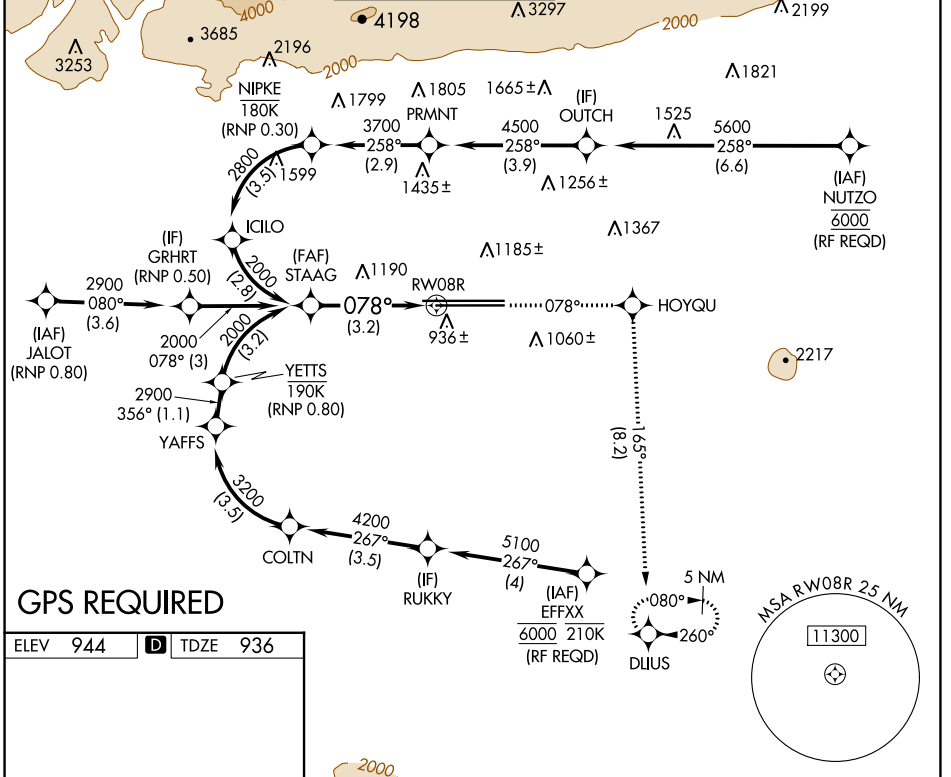 4000
4198
3297
2000
2199
3685
3253
2196
2000
1821
NIPKE
180K
(RNP 0.30)
1799
1805
PRMNT
1665±
(IF)
OUTCH
1525
3700
258°
(2.9)
4500
258°
(3.9)
5600
258°
(6.6)
2800
(3.5)
1599
1435±
1256±
(IAF)
NUTZO
6000
(RF REQD)
ICILO
1367
1185±
(IF)
GRHRT
(RNP 0.50)
2000
(2.8)
(FAF)
STAAG
1190
RW08R
2900
080°
(3.6)
078°
(3.2)
078°
HOYQU
(IAF)
JALOT
(RNP 0.80)
2000
078° (3)
2000
(3.2)
936±
1060±
2217
YETTS
190K
(RNP 0.80)
2900
356° (1.1)
YAFFS
165°
(8.2)
3200
(3.5)
COLTN
4200
267°
(3.5)
(IF)
RUKKY
5100
267°
(4)
(IAF)
EFFXX
6000 210K
(RF REQD)
5 NM
080°
260°
DLIUS
MSA RW08R 25 NM
11300
GPS REQUIRED
ELEV 944 D TDZE 936
2000